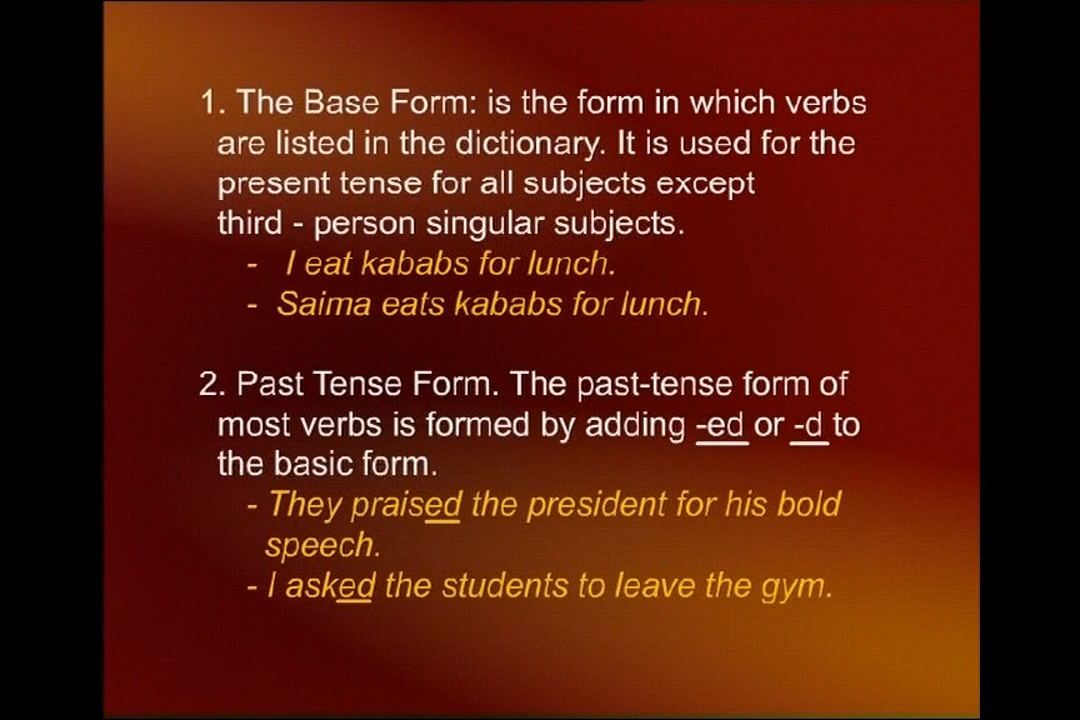 1. The Base Form: is the form in which verbs
are listed in the dictionary. It is used for the
present tense for all subjects except
third - person singular subjects.
- I eat kababs for lunch.
- Saima eats kababs for lunch.
2. Past Tense Form. The past-tense form of
most verbs is formed by adding -ed or -d to
the basic form.
- They praised the president for his bold
speech.
- I asked the students to leave the gym.